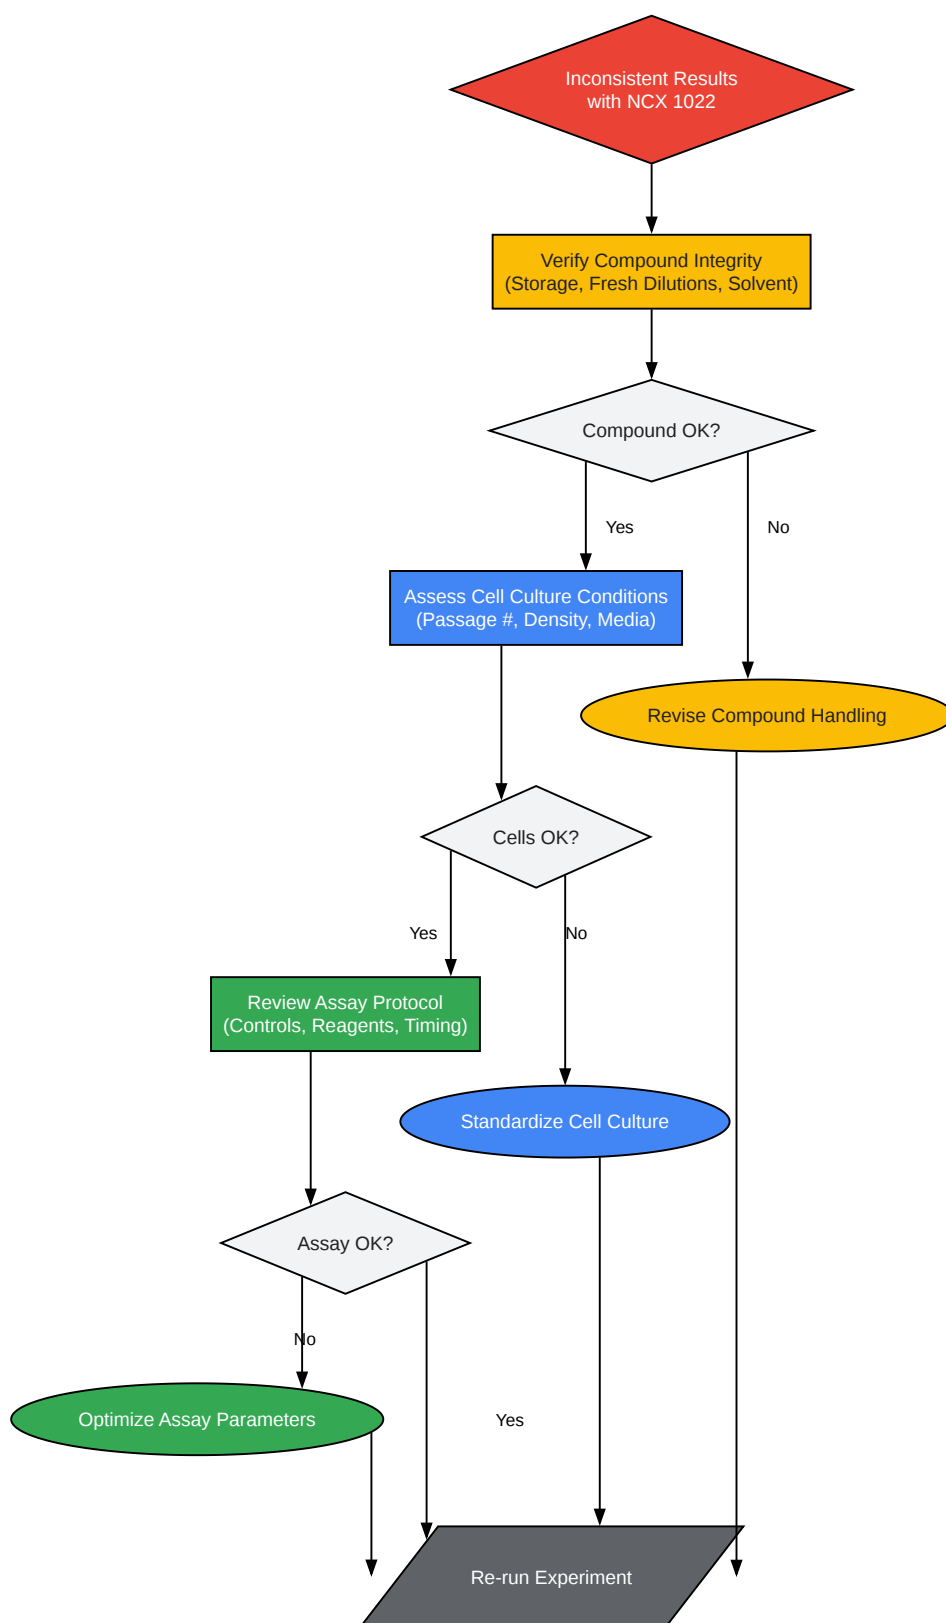 Inconsistent Results
with NCX 1022
Verify Compound Integrity
(Storage, Fresh Dilutions, Solvent)
Compound OK?
Yes
No
Assess Cell Culture Conditions
(Passage #, Density, Media)
Revise Compound Handling
Cells OK?
Yes
No
Review Assay Protocol
(Controls, Reagents, Timing)
Standardize Cell Culture
Assay OK?
No
Optimize Assay Parameters
Yes
Re-run Experiment